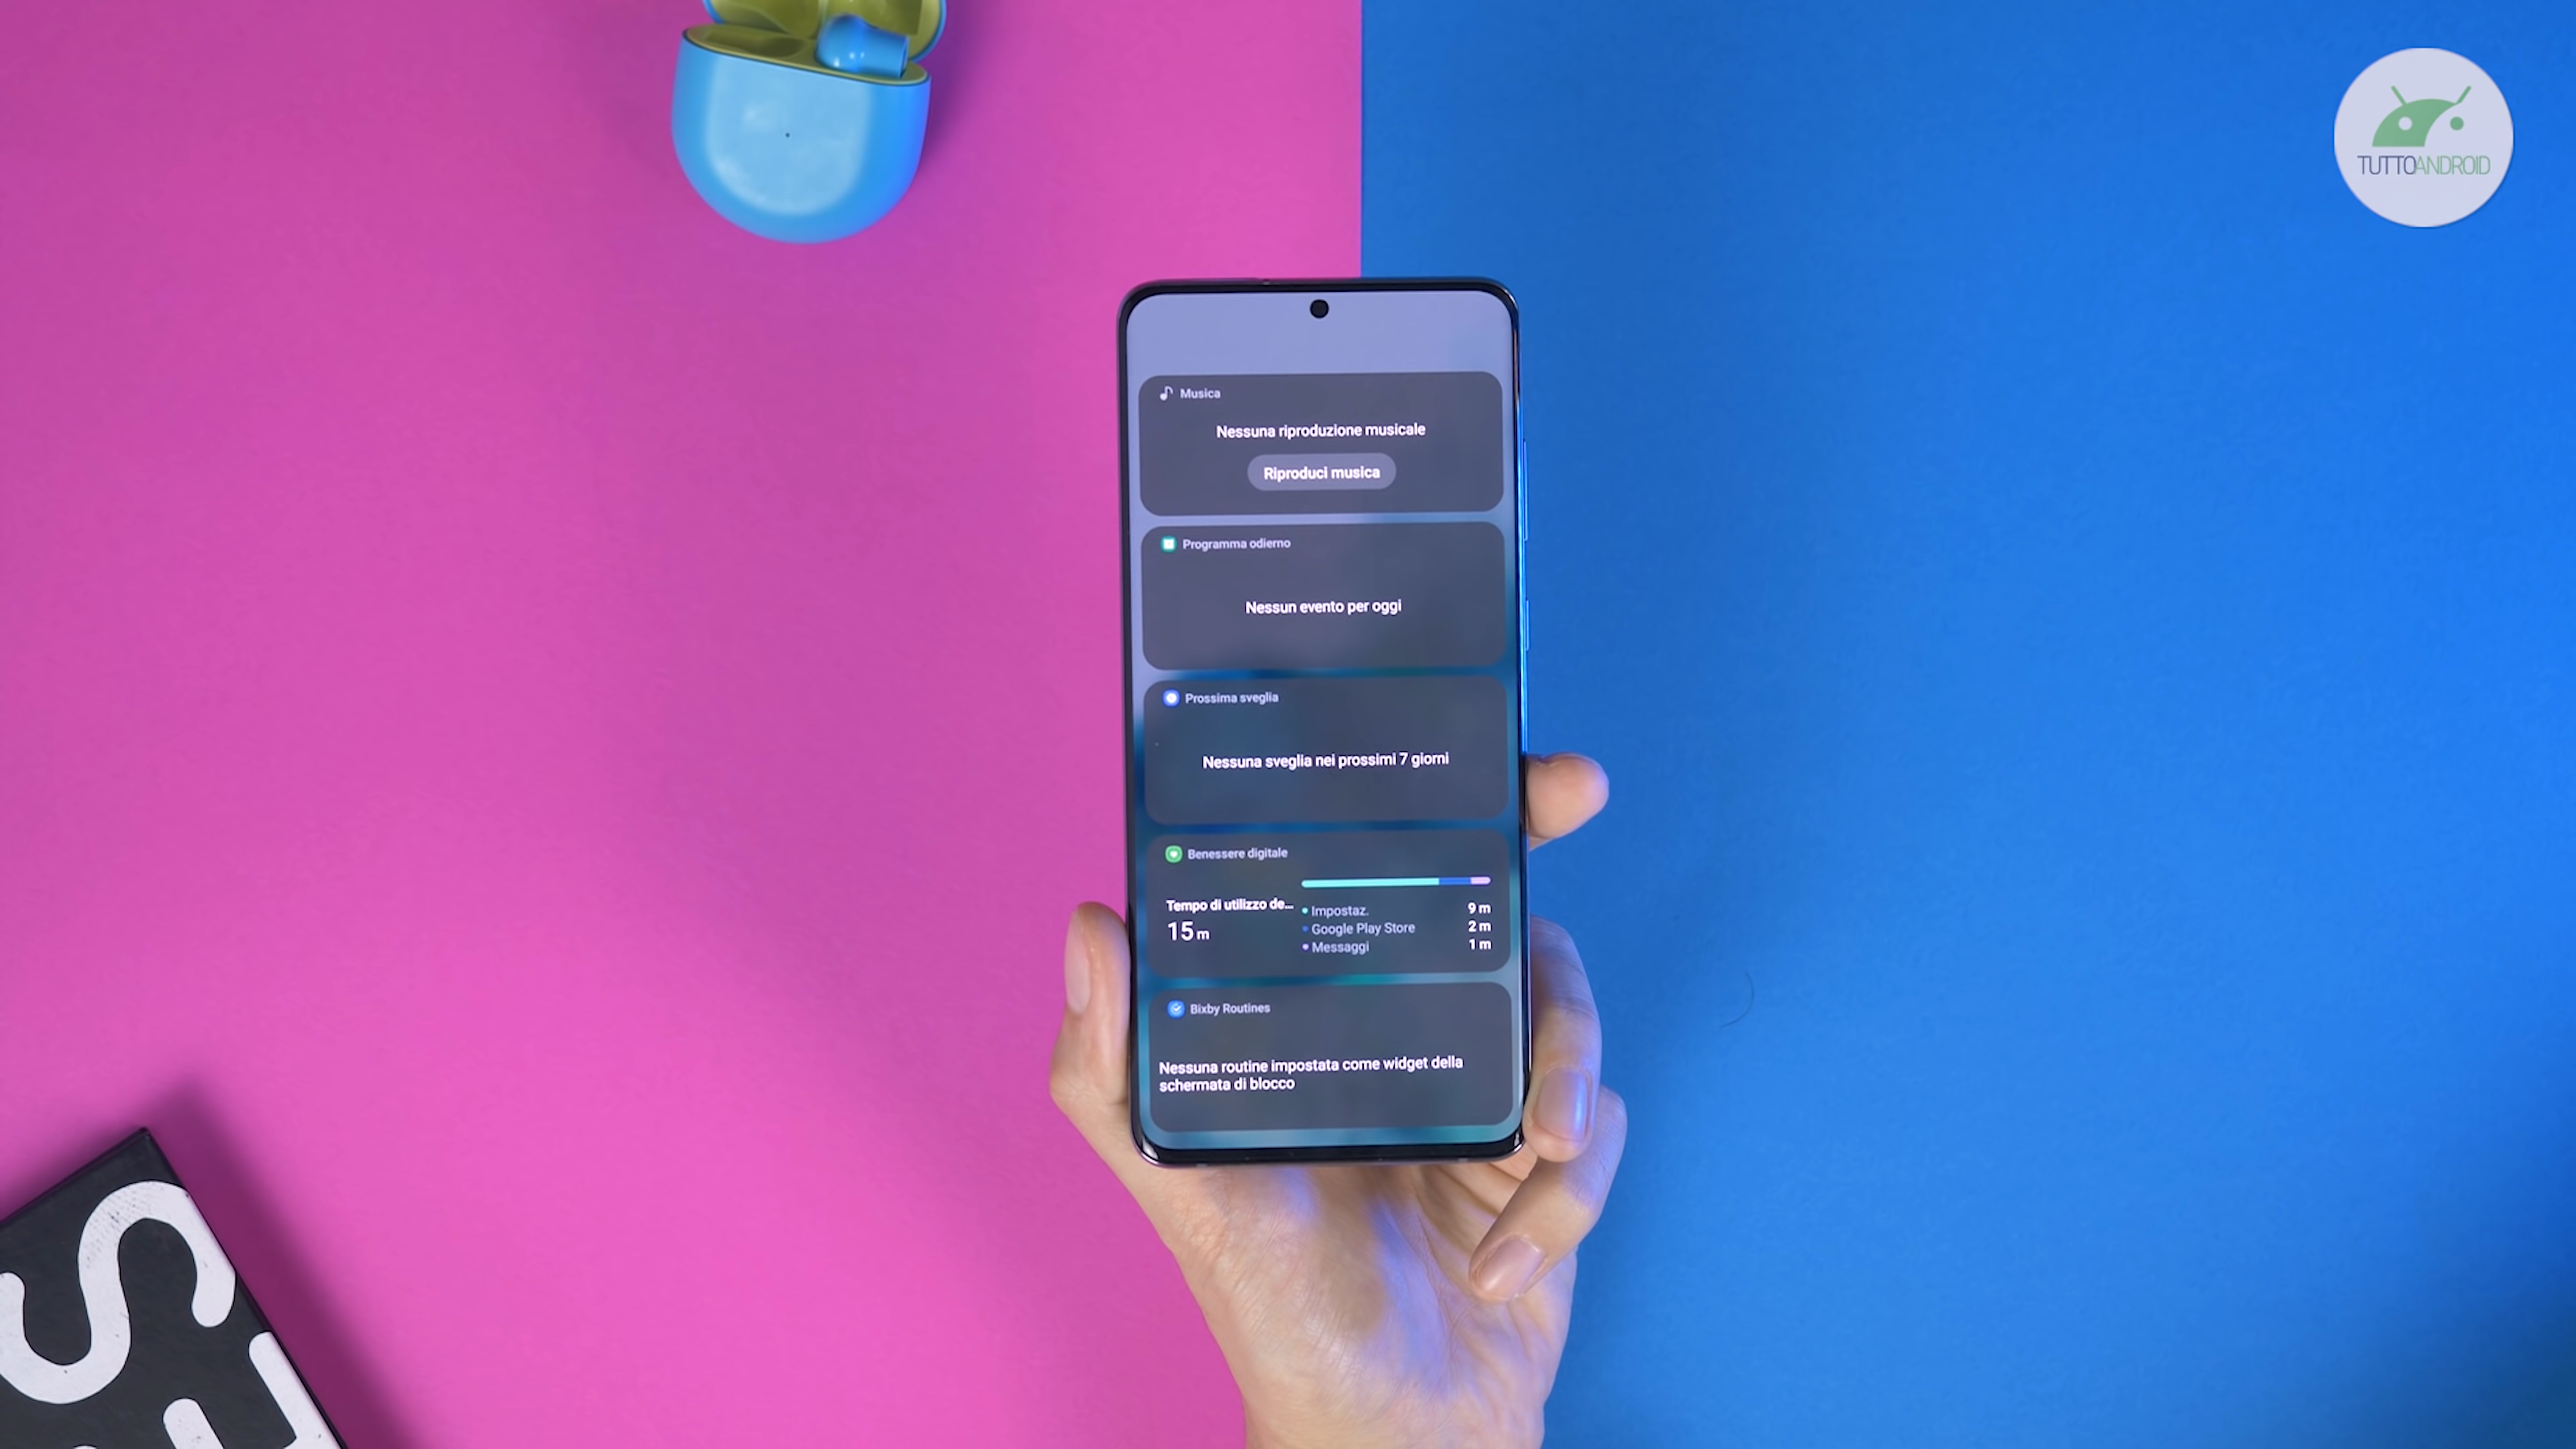 TUTTOANDROID
Musica
Nessuna riproduzione musicale
Riproduci musica
Programma odierno
Nessun evento per oggi
Prossima sveglia
Nessuna sveglia nei prossimi 7 giorni
Benessere digitale
Tempo di utilizzo de...
15 m
Impostaz. 9 m
Google Play Store 2 m
Messaggi 1 m
Bixby Routines
Nessuna routine impostata come widget della
schermata di blocco